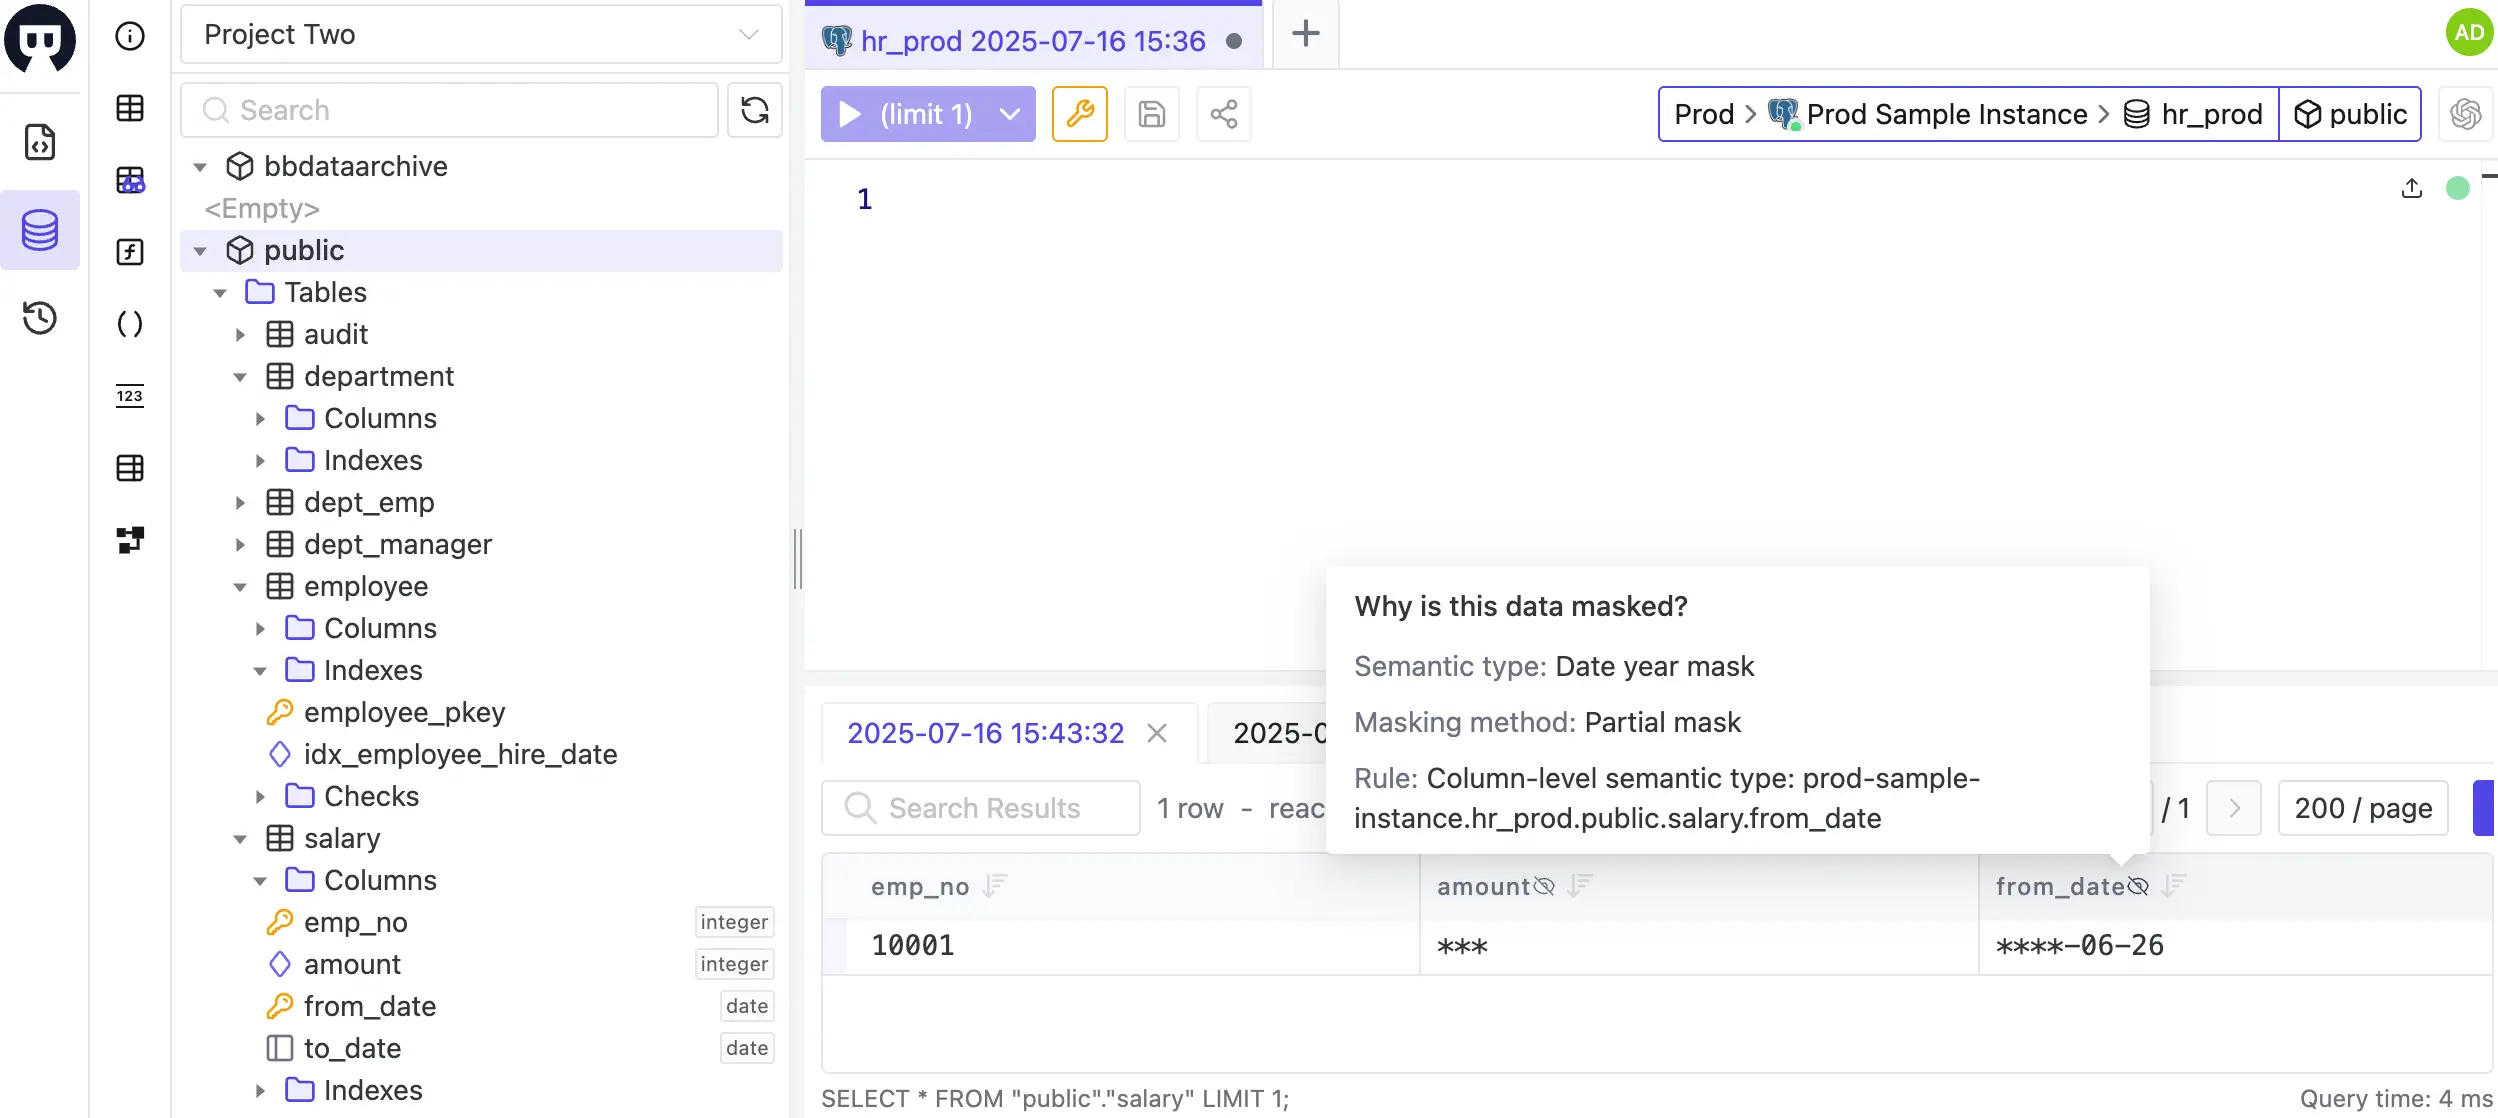 Project Two
Search
bbdataarchive
<Empty>
public
Tables
audit
department
Columns
Indexes
dept_emp
dept_manager
employee
Columns
Indexes
employee_pkey
idx_employee_hire_date
Checks
salary
Columns
emp_no integer
amount integer
from_date date
to_date date
Indexes
123
hr_prod 2025-07-16 15:36
AD
(limit 1)
Prod > Prod Sample Instance > hr_prod public
1
Why is this data masked?
Semantic type: Date year mask
Masking method: Partial mask
Rule: Column-level semantic type: prod-sample-
instance.hr_prod.public.salary.from_date
2025-07-16 15:43:32
Search Results 1 row - / 1 200 / page
emp_no amount from_date
10001 *** ****-06-26
SELECT * FROM "public"."salary" LIMIT 1;
Query time: 4 ms